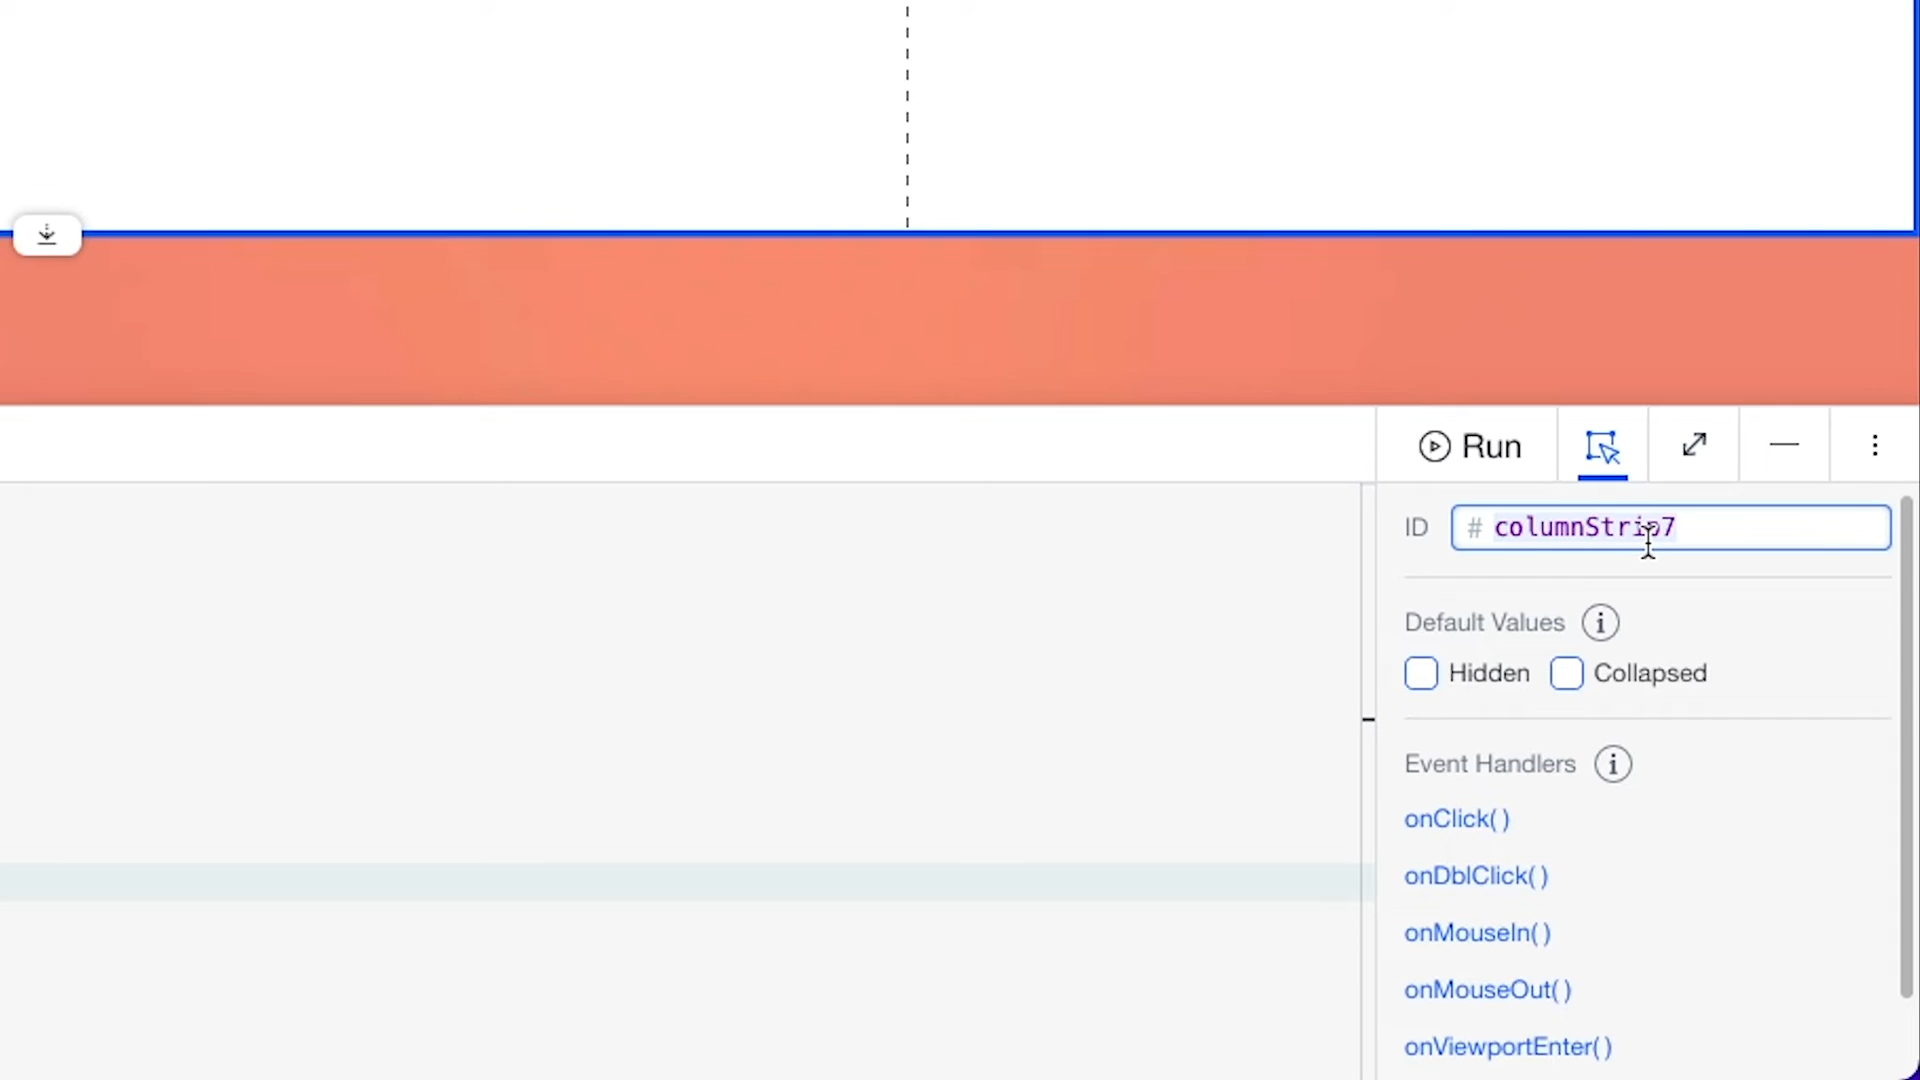 Run
ID # columnStrip7
Default Values
Hidden Collapsed
Event Handlers
onClick( )
onDblClick( )
onMouseIn( )
onMouseOut( )
onViewportEnter( )